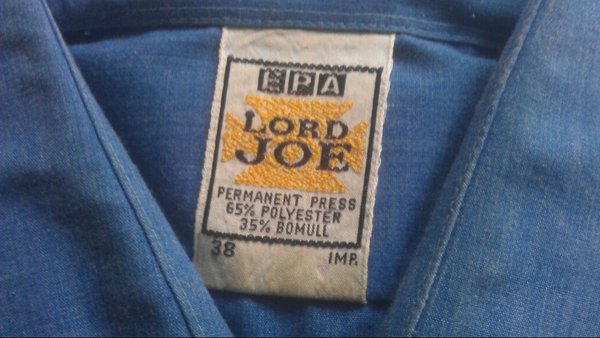 EPA
LORD
JOE
PERMANENT PRESS
65% POLYESTER
35% BOMULL
38 IMP.